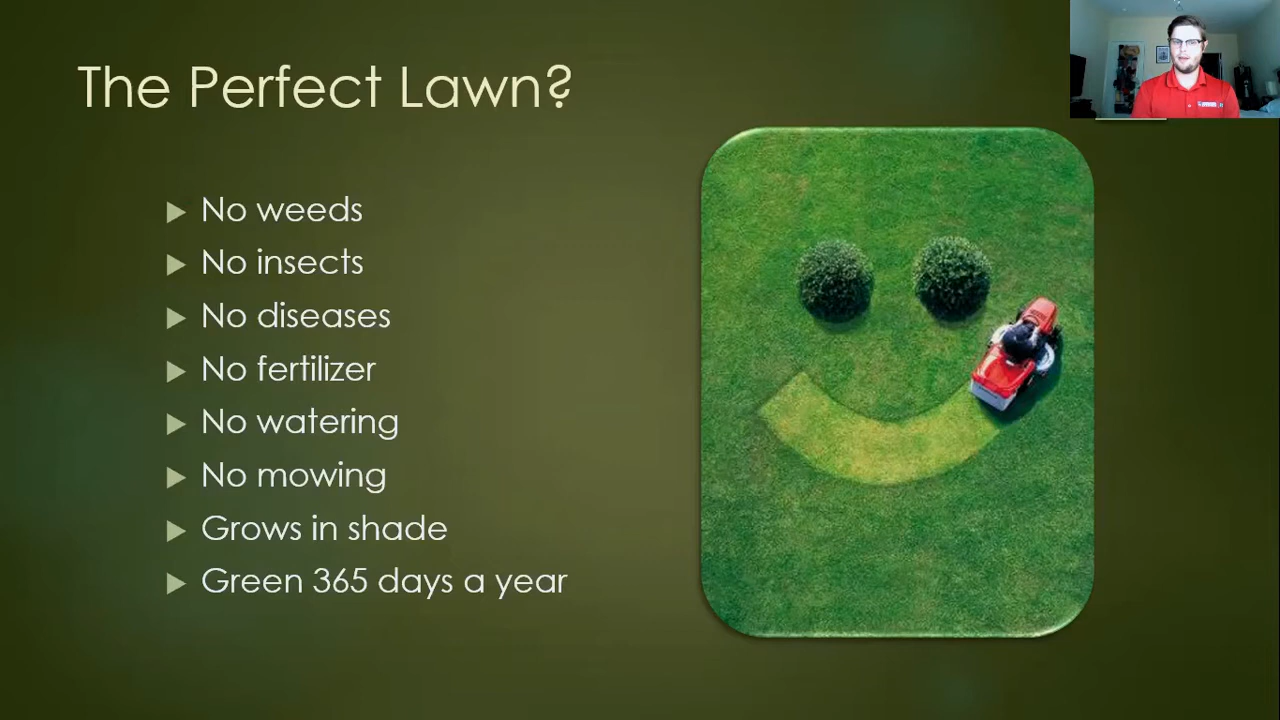 The Perfect Lawn?
No weeds
No insects
No diseases
No fertilizer
No watering
No mowing
Grows in shade
Green 365 days a year